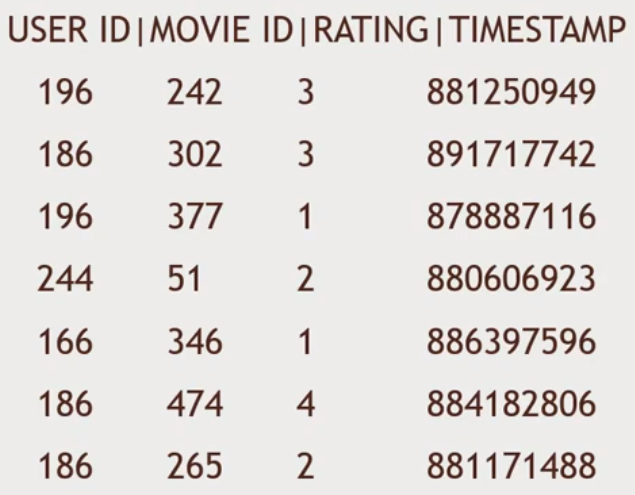 USER ID|MOVIE ID|RATING|TIMESTAMP
196 242 3 881250949
186 302 3 891717742
196 377 1 878887116
244 51 2 880606923
166 346 1 886397596
186 474 4 884182806
186 265 2 881171488